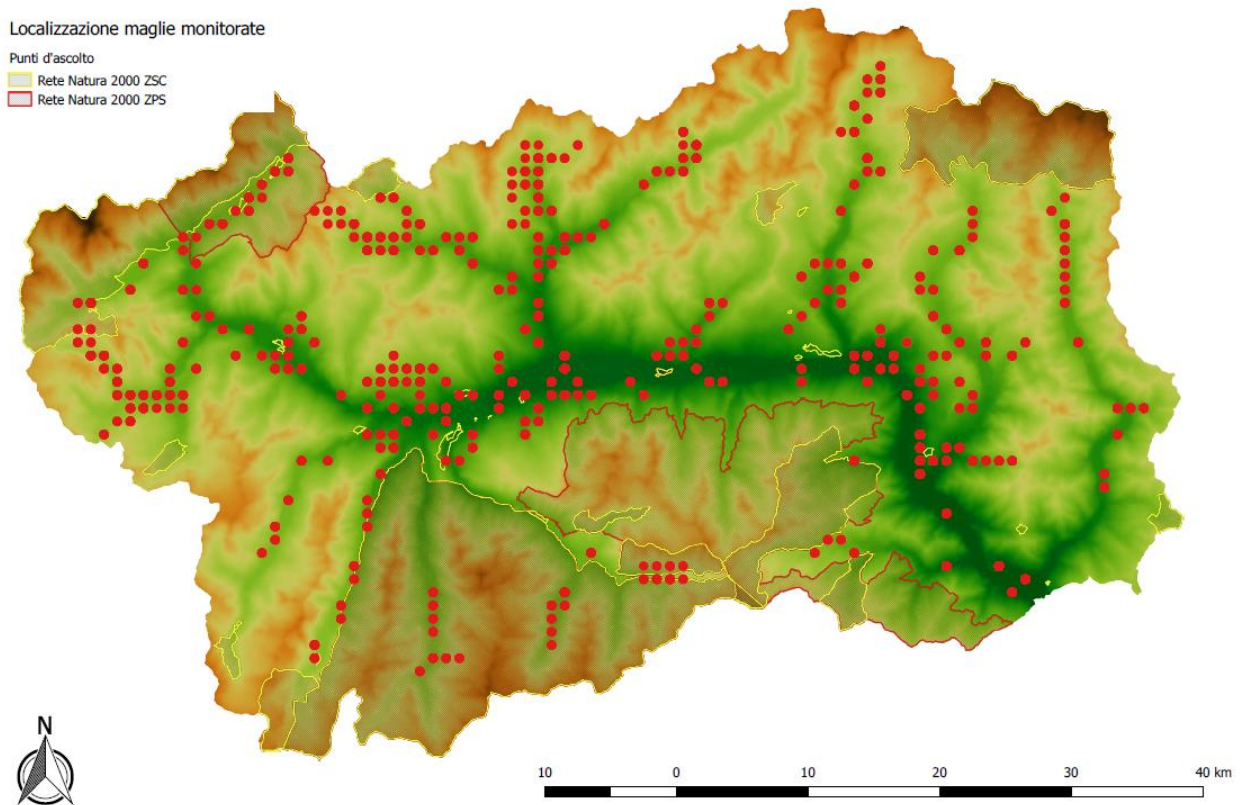 Localizzazione maglie monitorate
Punti d'ascolto
Rete Natura 2000 ZSC
Rete Natura 2000 ZPS
N
10 0 10 20 30 40 km